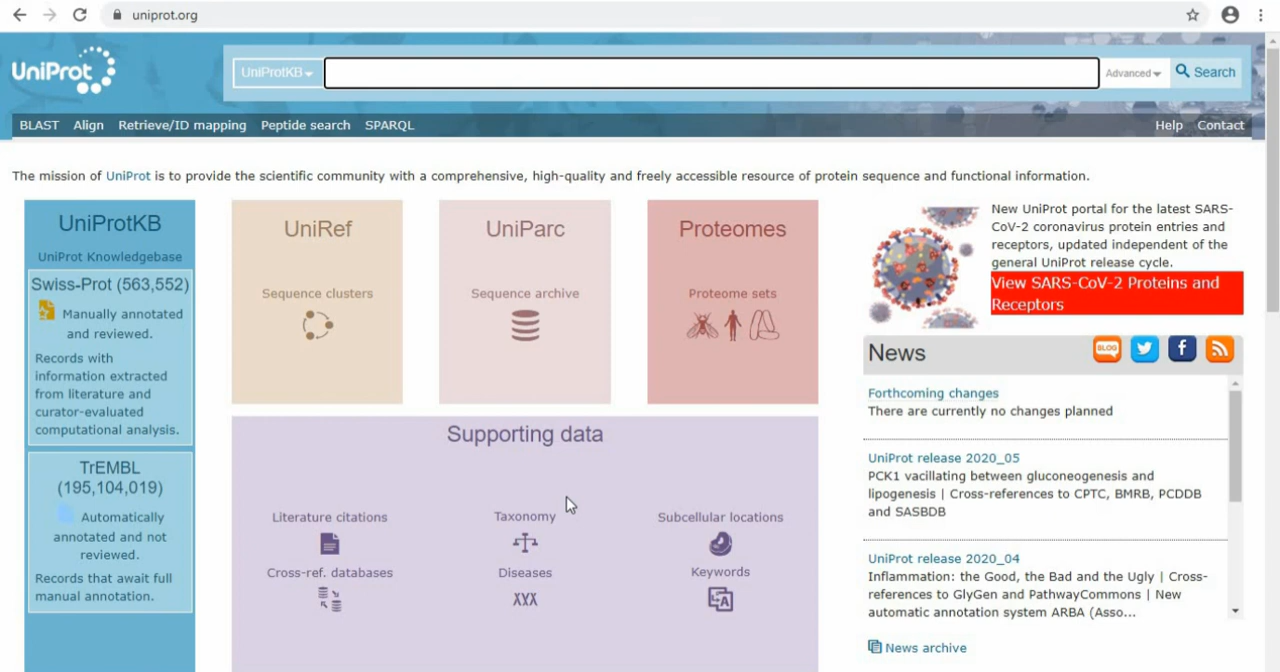 uniprot.org
UniProt
UniProtKB
Advanced
Search
BLAST Align Retrieve/ID mapping Peptide search SPARQL Help Contact
The mission of UniProt is to provide the scientific community with a comprehensive, high-quality and freely accessible resource of protein sequence and functional information.
UniProtKB
UniProt Knowledgebase
Swiss-Prot (563,552)
Manually annotated
and reviewed.
Records with
information extracted
from literature and
curator-evaluated
computational analysis.
TrEMBL
(195,104,019)
Automatically
annotated and not
reviewed.
Records that await full
manual annotation.
UniRef
Sequence clusters
UniParc
Sequence archive
Proteomes
Proteome sets
Supporting data
Literature citations
Taxonomy
Subcellular locations
Cross-ref. databases
Diseases
XXX
Keywords
A
New UniProt portal for the latest SARS-
CoV-2 coronavirus protein entries and
receptors, updated independent of the
general UniProt release cycle.
View SARS-CoV-2 Proteins and
Receptors
News
BLOG
f
Forthcoming changes
There are currently no changes planned
UniProt release 2020_05
PCK1 vacillating between gluconeogenesis and
lipogenesis | Cross-references to CPTC, BMRB, PCDDB
and SASBDB
UniProt release 2020_04
Inflammation: the Good, the Bad and the Ugly | Cross-
references to GlyGen and PathwayCommons | New
automatic annotation system ARBA (Asso...
News archive